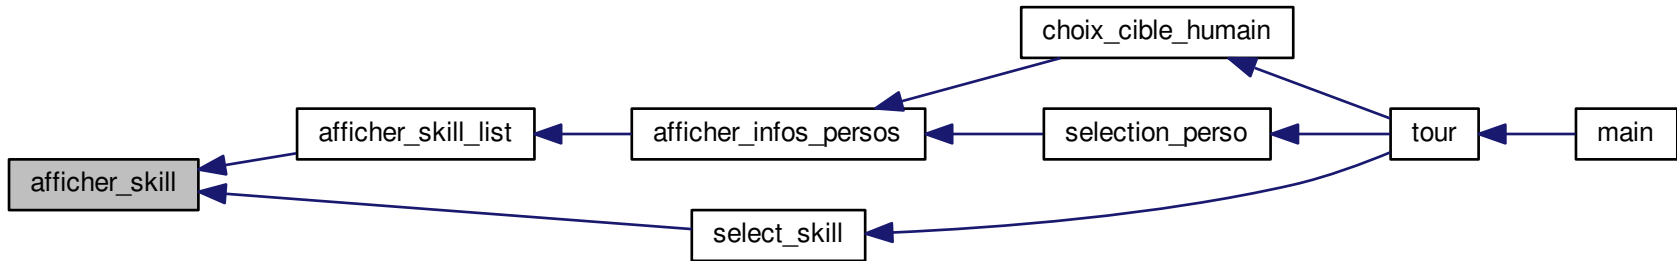 choix_cible_humain
afficher_skill_list
afficher_infos_persos
selection_perso
tour
main
afficher_skill
select_skill